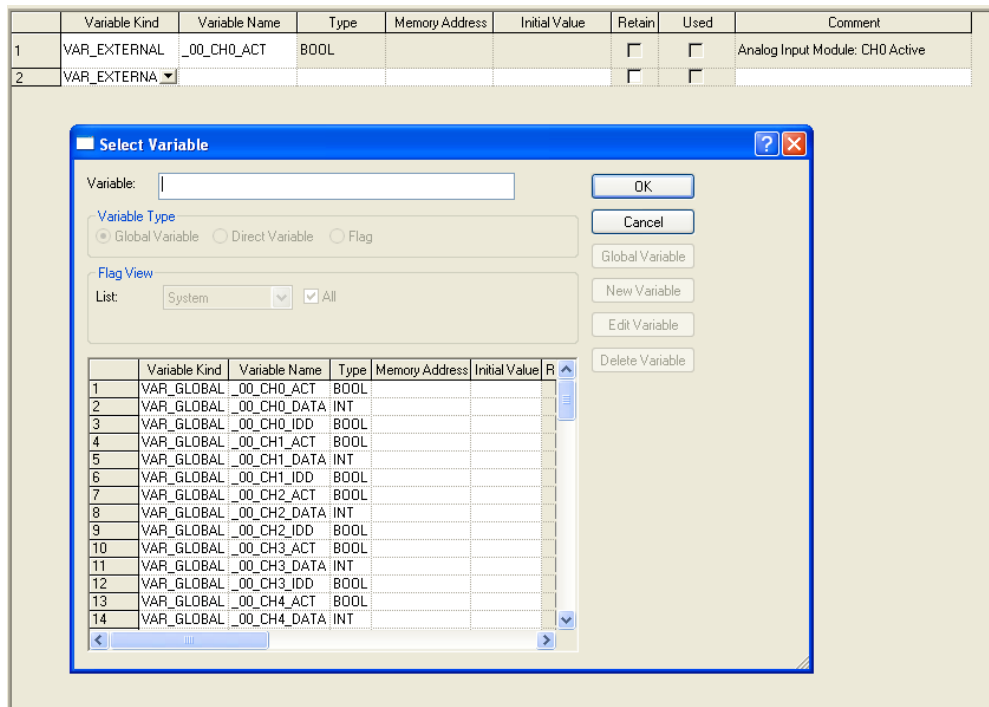 Variable Kind Variable Name Type Memory Address Initial Value Retain Used Comment
1 VAR_EXTERNAL _00_CH0_ACT BOOL Analog Input Module: CH0 Active
2 VAR_EXTERNA
Select Variable
Variable:
OK
Variable Type
Cancel
Global Variable Direct Variable Flag
Global Variable
Flag View
List: System All
New Variable
Edit Variable
Delete Variable
Variable Kind Variable Name Type Memory Address Initial Value R
1 VAR_GLOBAL _00_CH0_ACT BOOL
2 VAR_GLOBAL _00_CH0_DATA INT
3 VAR_GLOBAL _00_CH0_IDD BOOL
4 VAR_GLOBAL _00_CH1_ACT BOOL
5 VAR_GLOBAL _00_CH1_DATA INT
6 VAR_GLOBAL _00_CH1_IDD BOOL
7 VAR_GLOBAL _00_CH2_ACT BOOL
8 VAR_GLOBAL _00_CH2_DATA INT
9 VAR_GLOBAL _00_CH2_IDD BOOL
10 VAR_GLOBAL _00_CH3_ACT BOOL
11 VAR_GLOBAL _00_CH3_DATA INT
12 VAR_GLOBAL _00_CH3_IDD BOOL
13 VAR_GLOBAL _00_CH4_ACT BOOL
14 VAR_GLOBAL _00_CH4_DATA INT